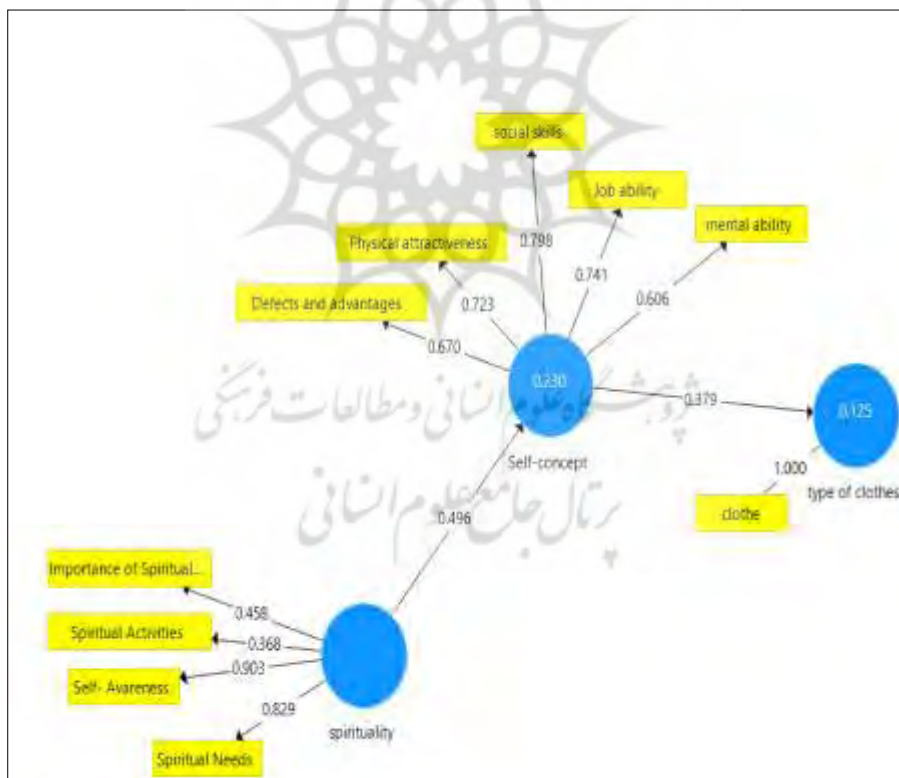 social skills
Job ability
mental ability
Physical attractiveness
Defects and advantages
0.798
0.741
0.606
0.723
0.670
0.230
پژوهشگاه علوم انسانی و مطالعات فرهنگی
0.379
0.125
Self-concept
1.000
type of clothes
clothe
پرتال جامع علوم انسانی
0.496
Importance of Spiritual...
0.458
Spiritual Activities
0.368
Self- Avareness
0.903
0.829
Spiritual Needs
spirituality